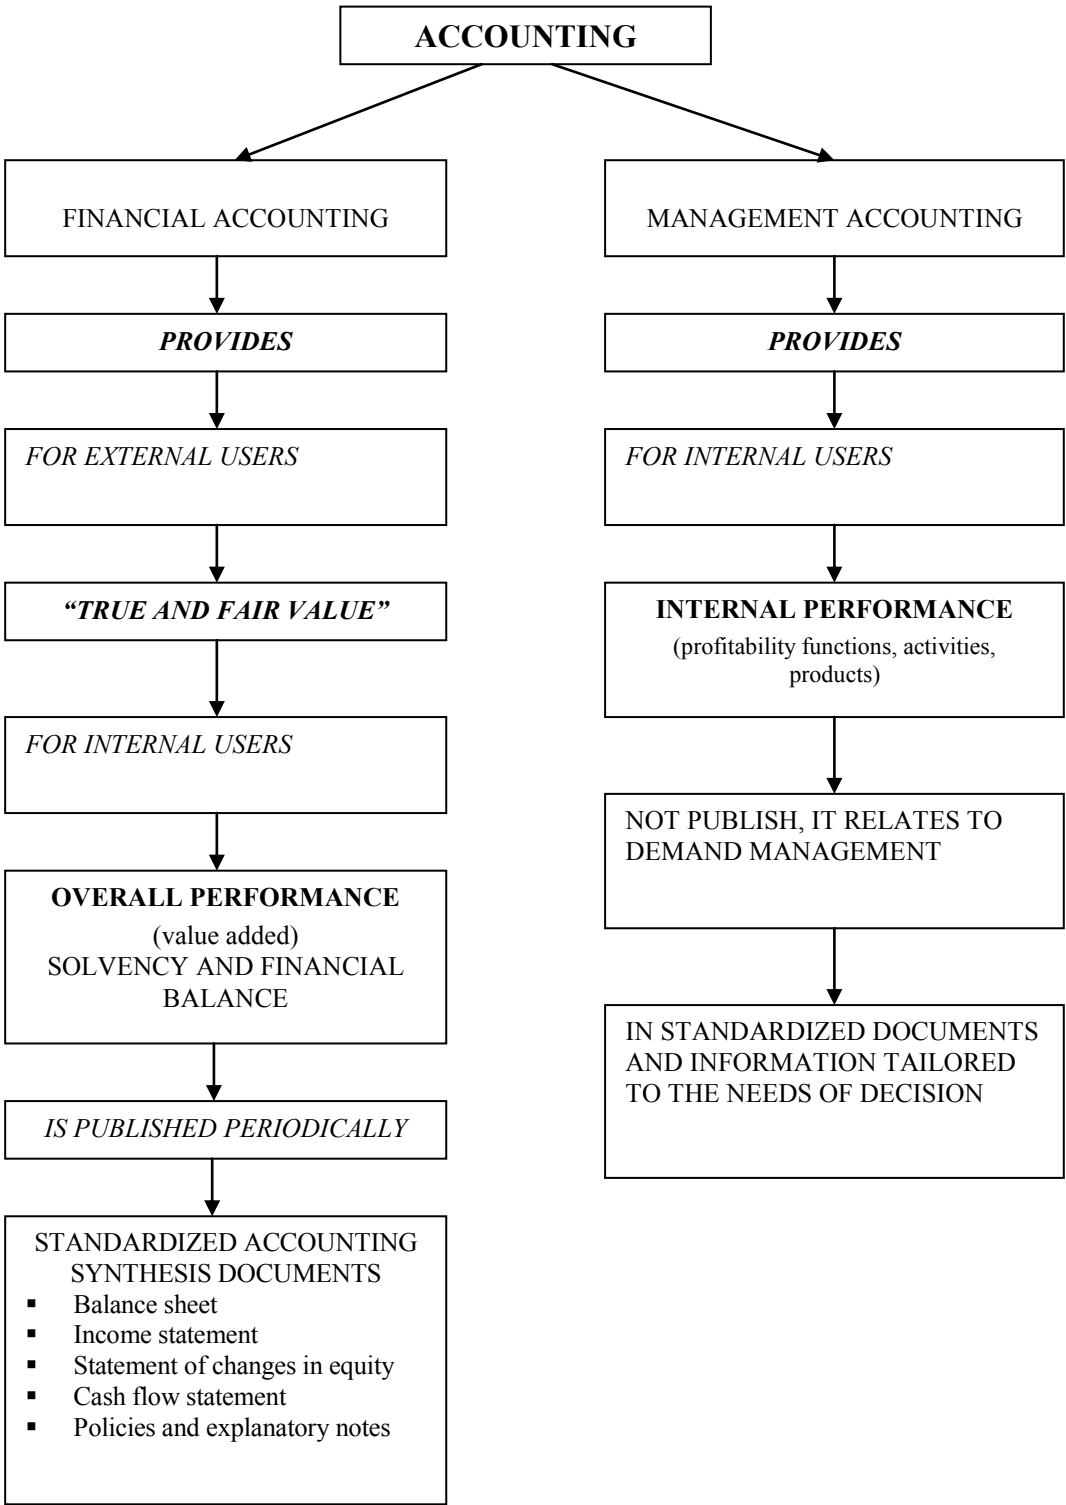 ACCOUNTING
FINANCIAL ACCOUNTING
PROVIDES
FOR EXTERNAL USERS
“TRUE AND FAIR VALUE”
FOR INTERNAL USERS
OVERALL PERFORMANCE
(value added)
SOLVENCY AND FINANCIAL
BALANCE
IS PUBLISHED PERIODICALLY
STANDARDIZED ACCOUNTING
SYNTHESIS DOCUMENTS
▪ Balance sheet
▪ Income statement
▪ Statement of changes in equity
▪ Cash flow statement
▪ Policies and explanatory notes
MANAGEMENT ACCOUNTING
PROVIDES
FOR INTERNAL USERS
INTERNAL PERFORMANCE
(profitability functions, activities,
products)
NOT PUBLISH, IT RELATES TO
DEMAND MANAGEMENT
IN STANDARDIZED DOCUMENTS
AND INFORMATION TAILORED
TO THE NEEDS OF DECISION